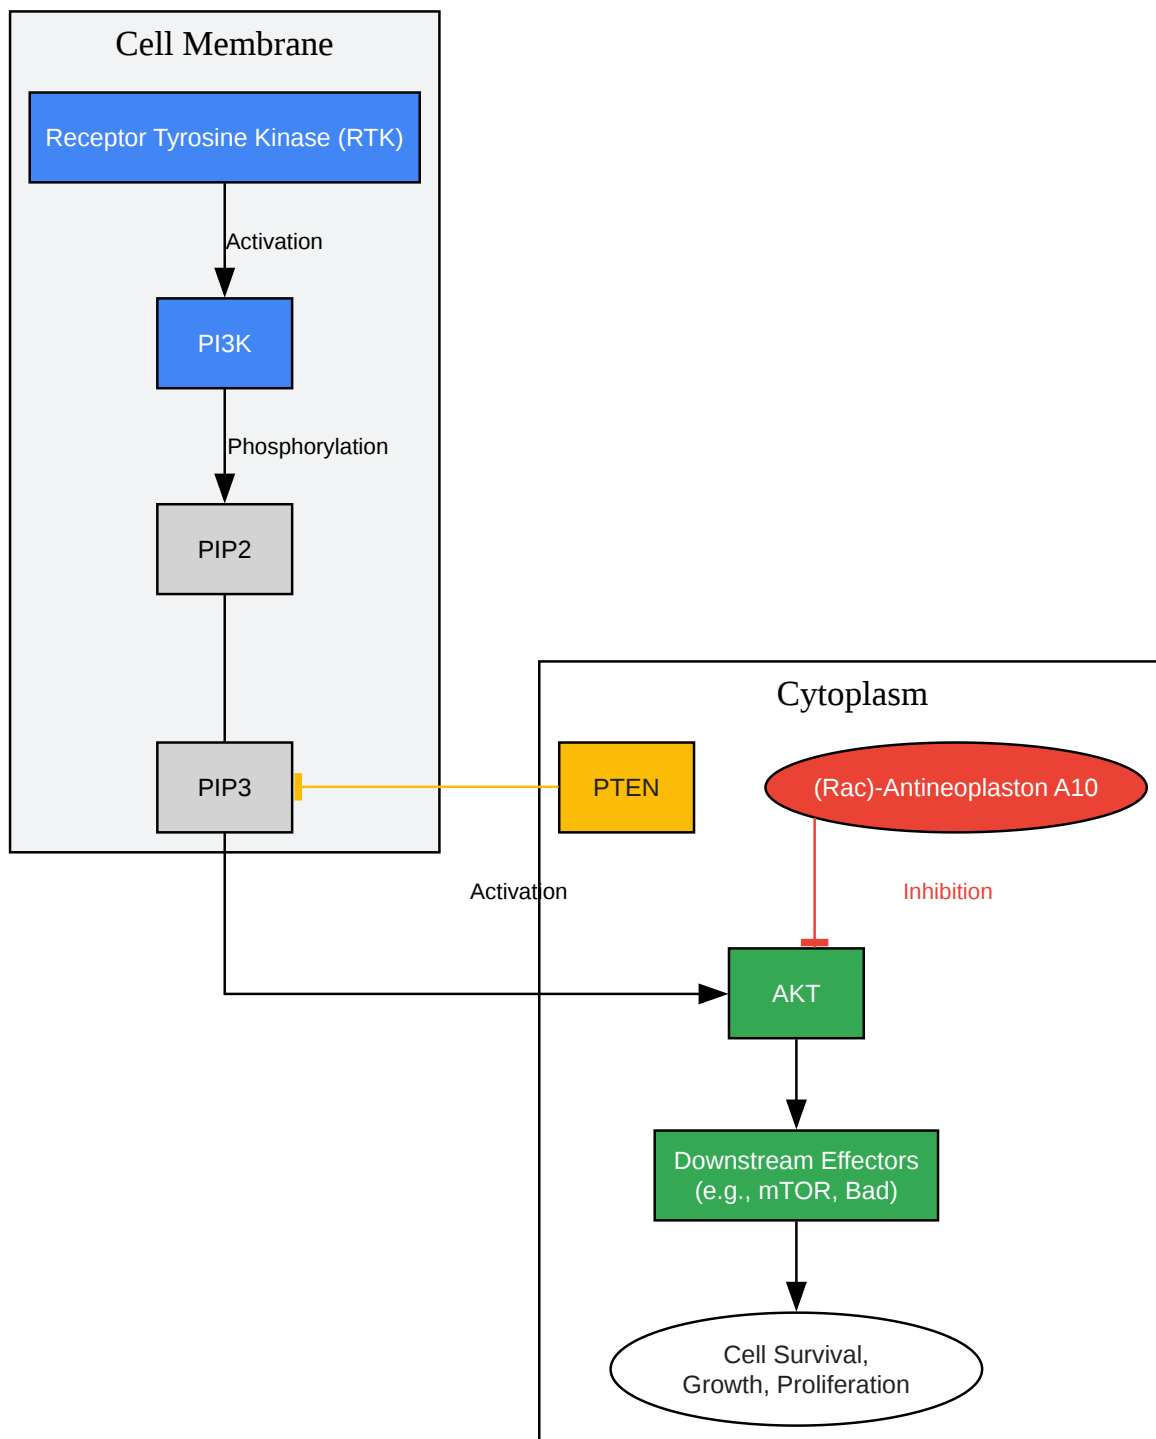 Cell Membrane
Receptor Tyrosine Kinase (RTK)
Activation
PI3K
Phosphorylation
PIP2
PIP3
Cytoplasm
PTEN
(Rac)-Antineoplaston A10
Activation
Inhibition
AKT
Downstream Effectors
(e.g., mTOR, Bad)
Cell Survival,
Growth, Proliferation